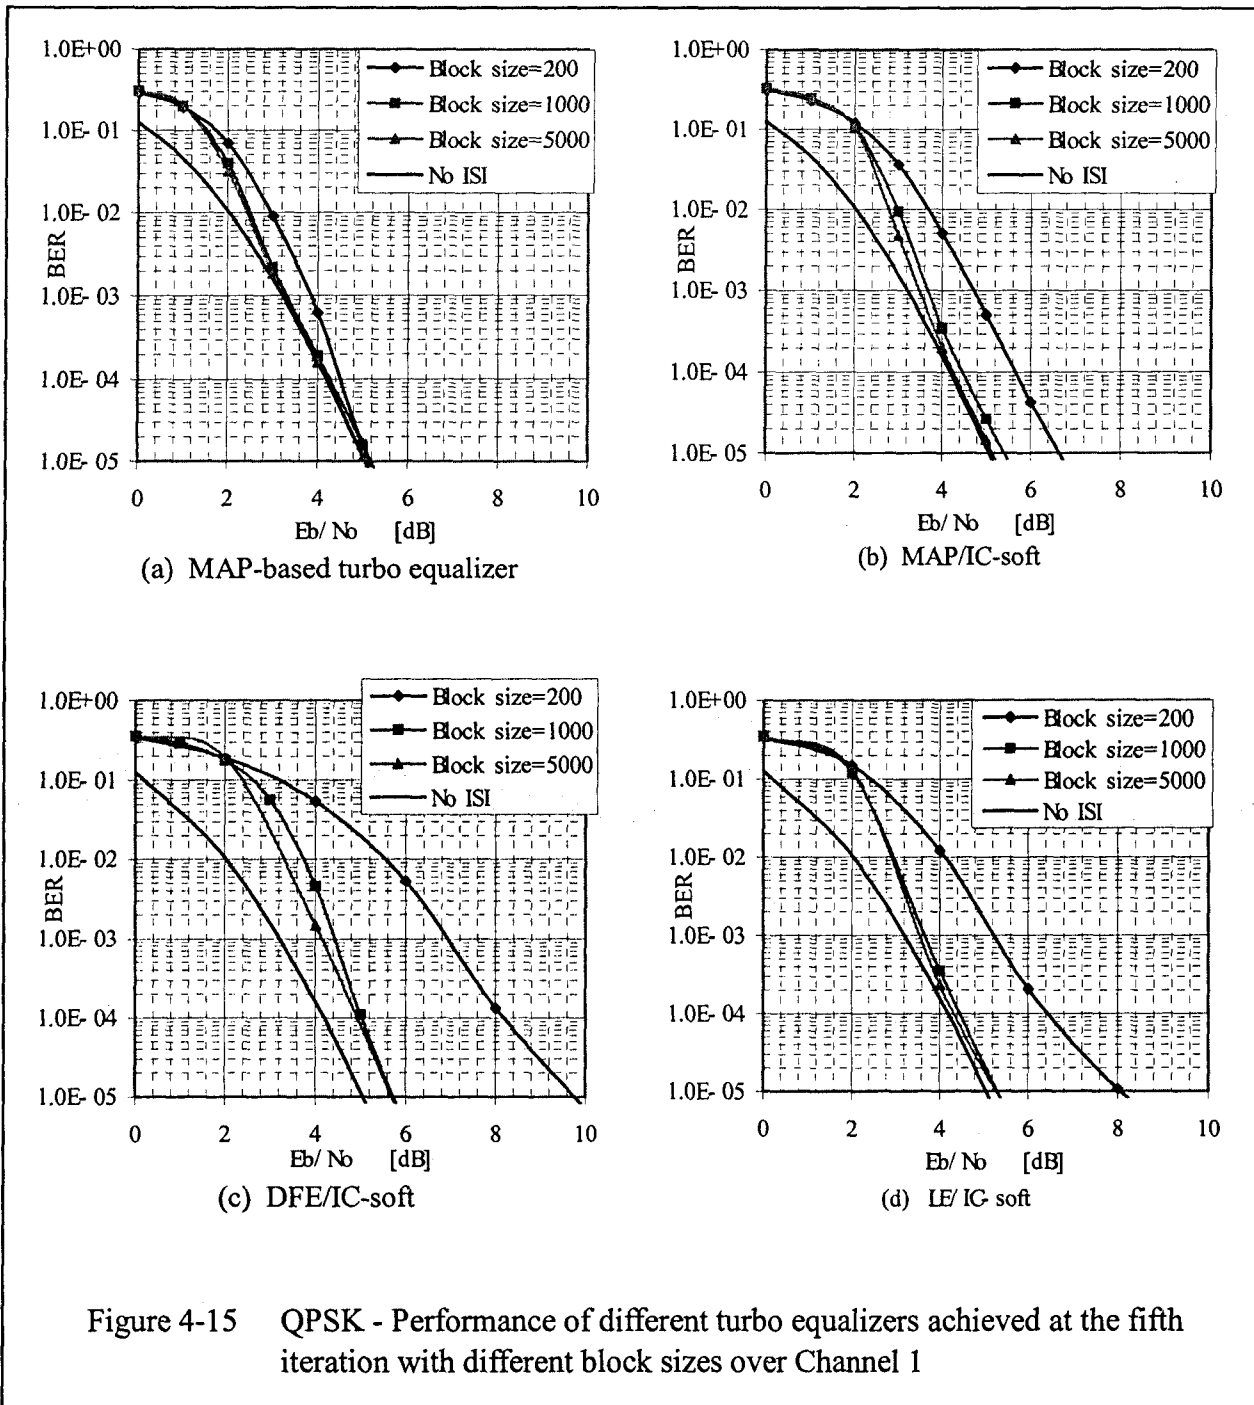 1.0E+00
1.0E-01
1.0E-02
1.0E-03
1.0E-04
1.0E-05
BER
Block size=200
Block size=1000
Block size=5000
No ISI
0 2 4 6 8 10
Eb/No [dB]
(a) MAP-based turbo equalizer
1.0E+00
1.0E-01
1.0E-02
1.0E-03
1.0E-04
1.0E-05
BER
Block size=200
Block size=1000
Block size=5000
No ISI
0 2 4 6 8 10
Eb/No [dB]
(b) MAP/IC-soft
1.0E+00
1.0E-01
1.0E-02
1.0E-03
1.0E-04
1.0E-05
BER
Block size=200
Block size=1000
Block size=5000
No ISI
0 2 4 6 8 10
Eb/No [dB]
(c) DFE/IC-soft
1.0E+00
1.0E-01
1.0E-02
1.0E-03
1.0E-04
1.0E-05
BER
Block size=200
Block size=1000
Block size=5000
No ISI
0 2 4 6 8 10
Eb/No [dB]
(d) LE/IC-soft
Figure 4-15 QPSK - Performance of different turbo equalizers achieved at the fifth
iteration with different block sizes over Channel 1